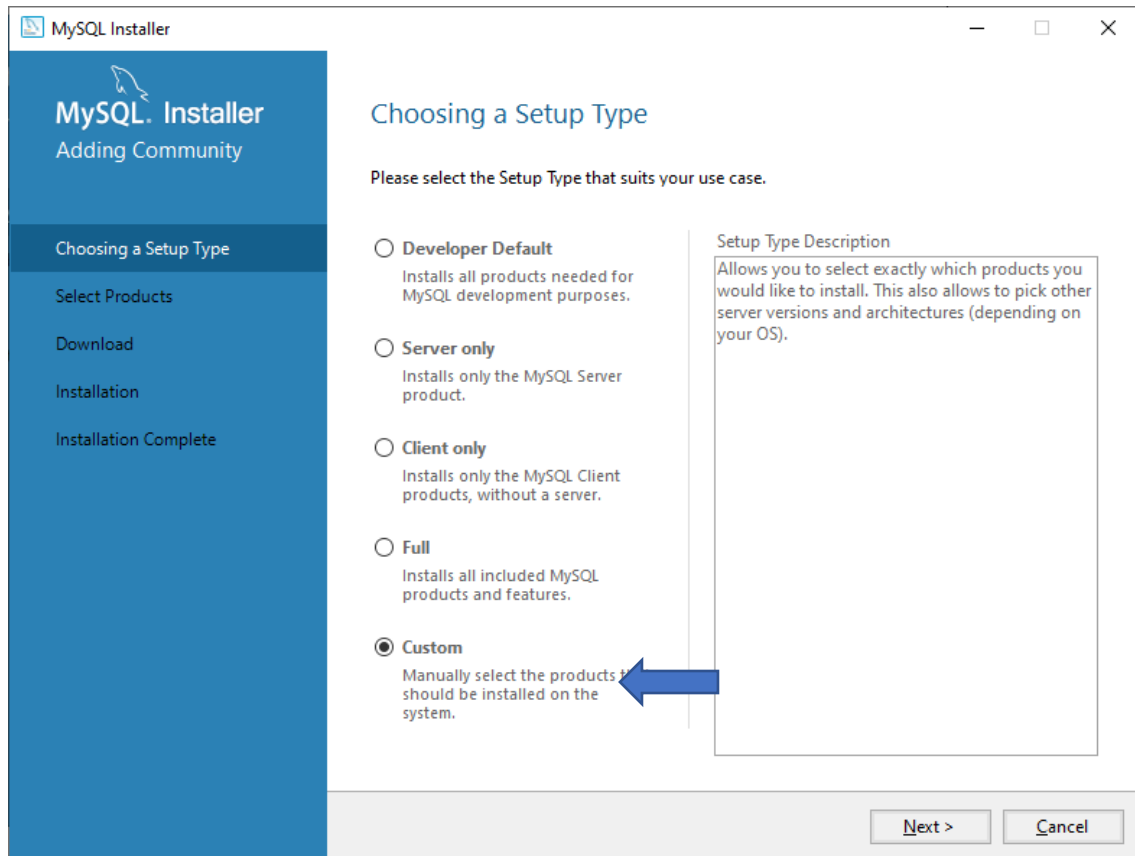 MySQL Installer
MySQL. Installer
Adding Community
Choosing a Setup Type
Select Products
Download
Installation
Installation Complete
Choosing a Setup Type
Please select the Setup Type that suits your use case.
Developer Default
Installs all products needed for
MySQL development purposes.
Server only
Installs only the MySQL Server
product.
Client only
Installs only the MySQL Client
products, without a server.
Full
Installs all included MySQL
products and features.
Custom
Manually select the products
should be installed on the
system.
Setup Type Description
Allows you to select exactly which products you
would like to install. This also allows to pick other
server versions and architectures (depending on
your OS).
Next >
Cancel